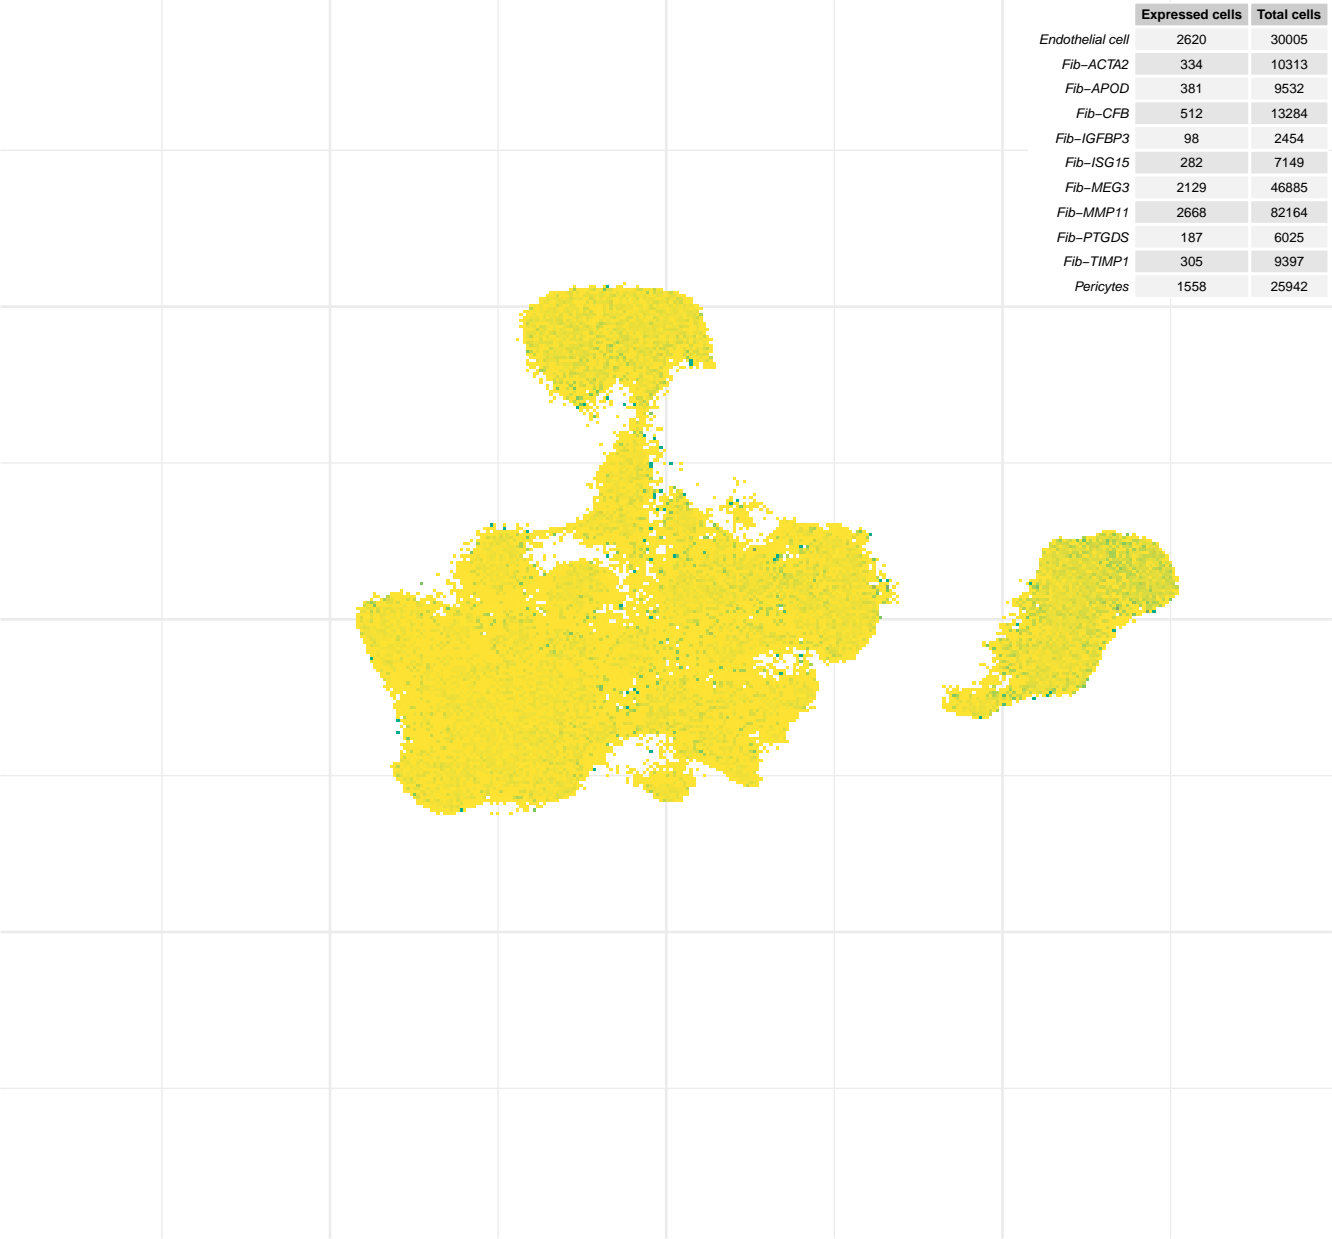 Expressed cells Total cells
Endothelial cell 2620 30005
Fib−ACTA2 334 10313
Fib−APOD 381 9532
Fib−CFB 512 13284
Fib−IGFBP3 98 2454
Fib−ISG15 282 7149
Fib−MEG3 2129 46885
Fib−MMP11 2668 82164
Fib−PTGDS 187 6025
Fib−TIMP1 305 9397
Pericytes 1558 25942